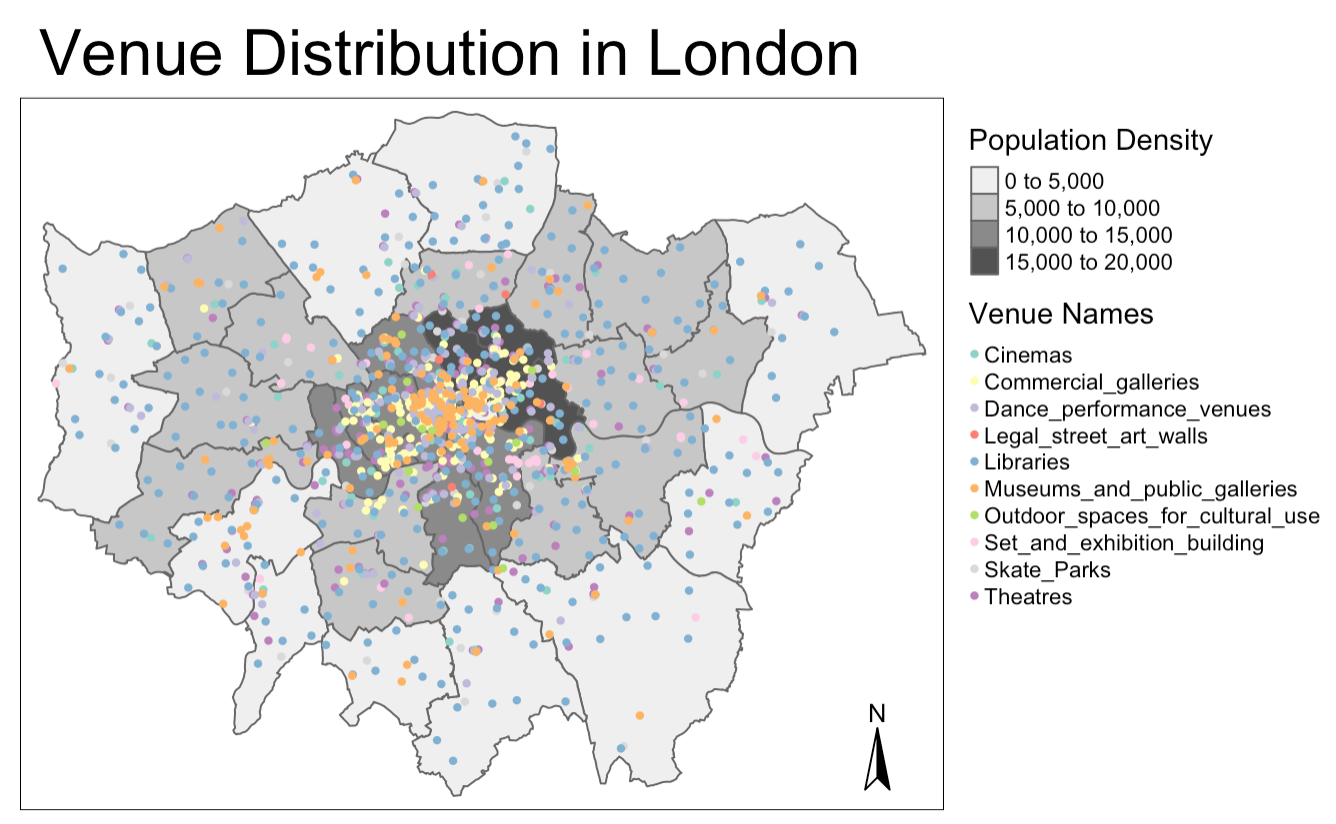 Venue Distribution in London
Population Density
0 to 5,000
5,000 to 10,000
10,000 to 15,000
15,000 to 20,000
Venue Names
Cinemas
Commercial_galleries
Dance_performance_venues
Legal_street_art_walls
Libraries
Museums_and_public_galleries
Outdoor_spaces_for_cultural_use
Set_and_exhibition_building
Skate_Parks
Theatres
N